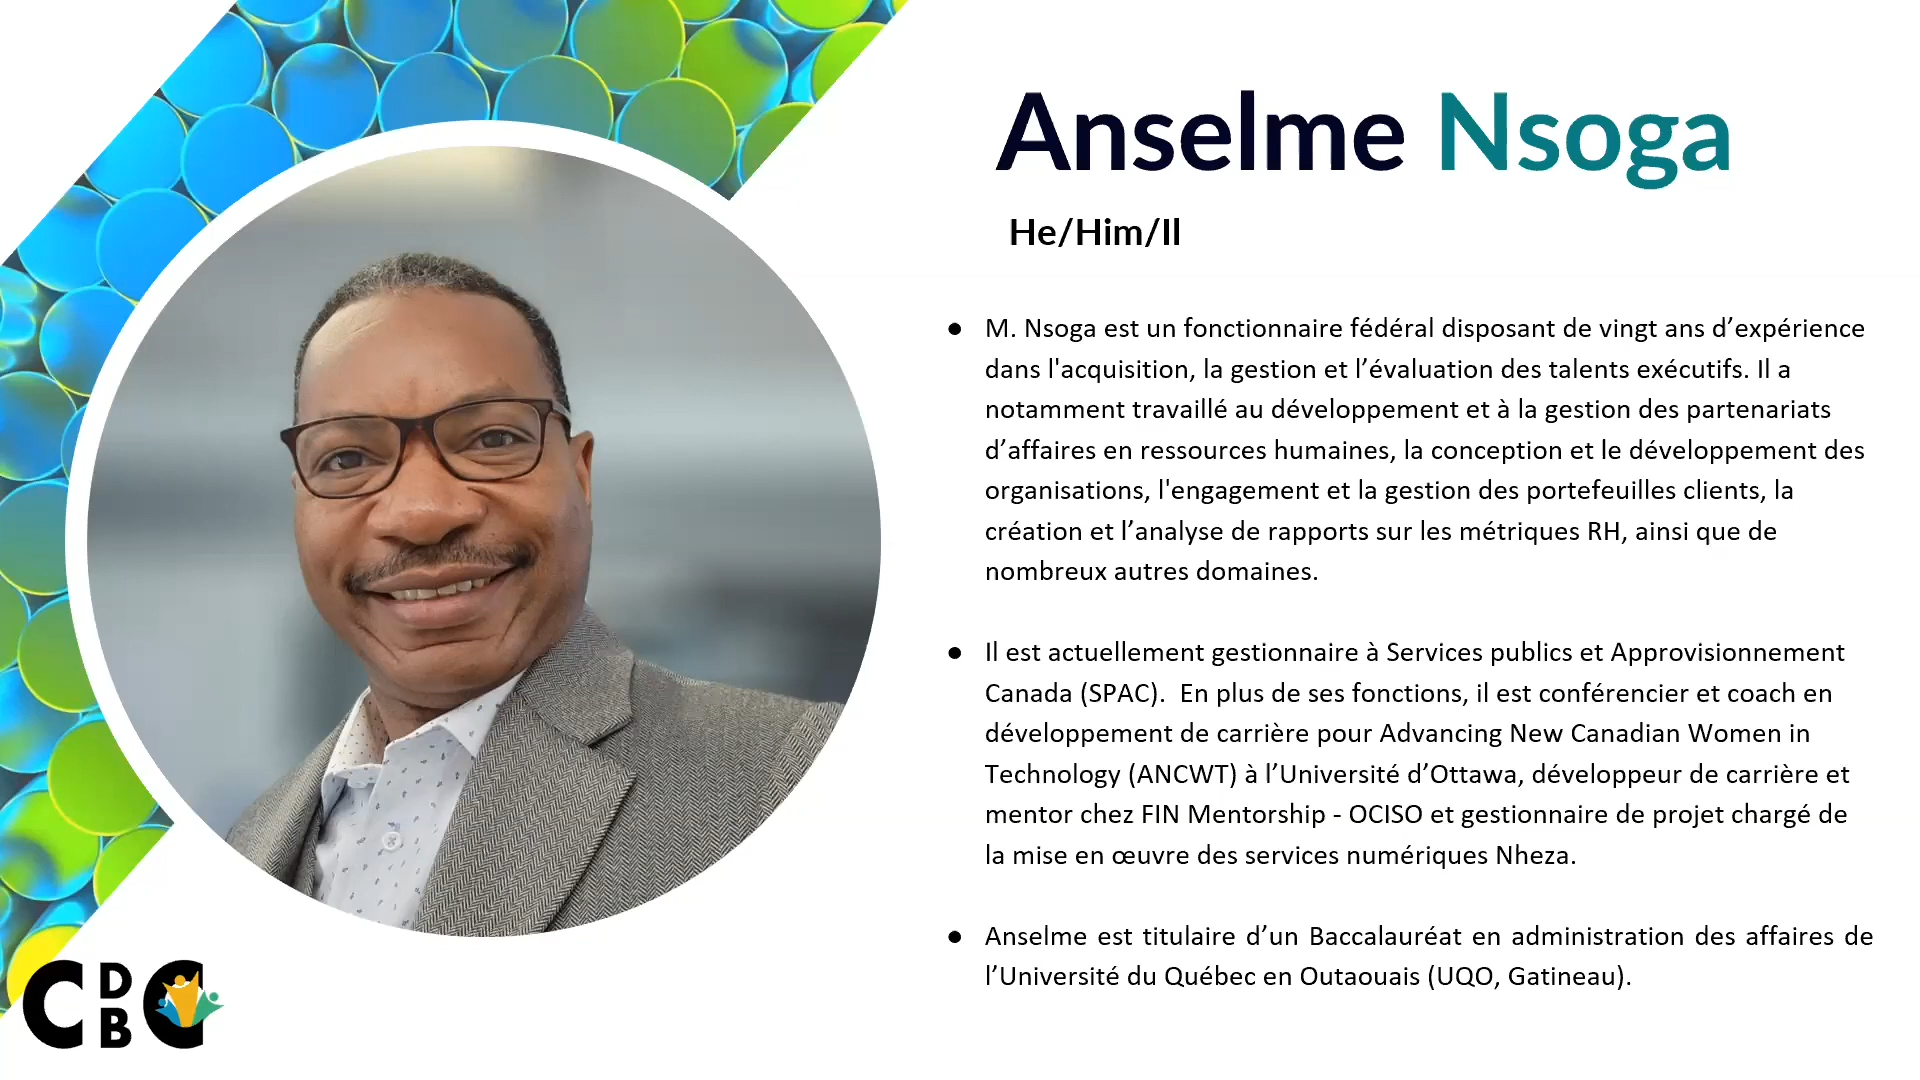 Anselme Nsoga
He/Him/Il
● M. Nsoga est un fonctionnaire fédéral disposant de vingt ans d’expérience
dans l'acquisition, la gestion et l’évaluation des talents exécutifs. Il a
notamment travaillé au développement et à la gestion des partenariats
d’affaires en ressources humaines, la conception et le développement des
organisations, l'engagement et la gestion des portefeuilles clients, la
création et l’analyse de rapports sur les métriques RH, ainsi que de
nombreux autres domaines.
● Il est actuellement gestionnaire à Services publics et Approvisionnement
Canada (SPAC).  En plus de ses fonctions, il est conférencier et coach en
développement de carrière pour Advancing New Canadian Women in
Technology (ANCWT) à l’Université d’Ottawa, développeur de carrière et
mentor chez FIN Mentorship - OCISO et gestionnaire de projet chargé de
la mise en œuvre des services numériques Nheza.
● Anselme est titulaire d’un Baccalauréat en administration des affaires de
l’Université du Québec en Outaouais (UQO, Gatineau).
CDBC